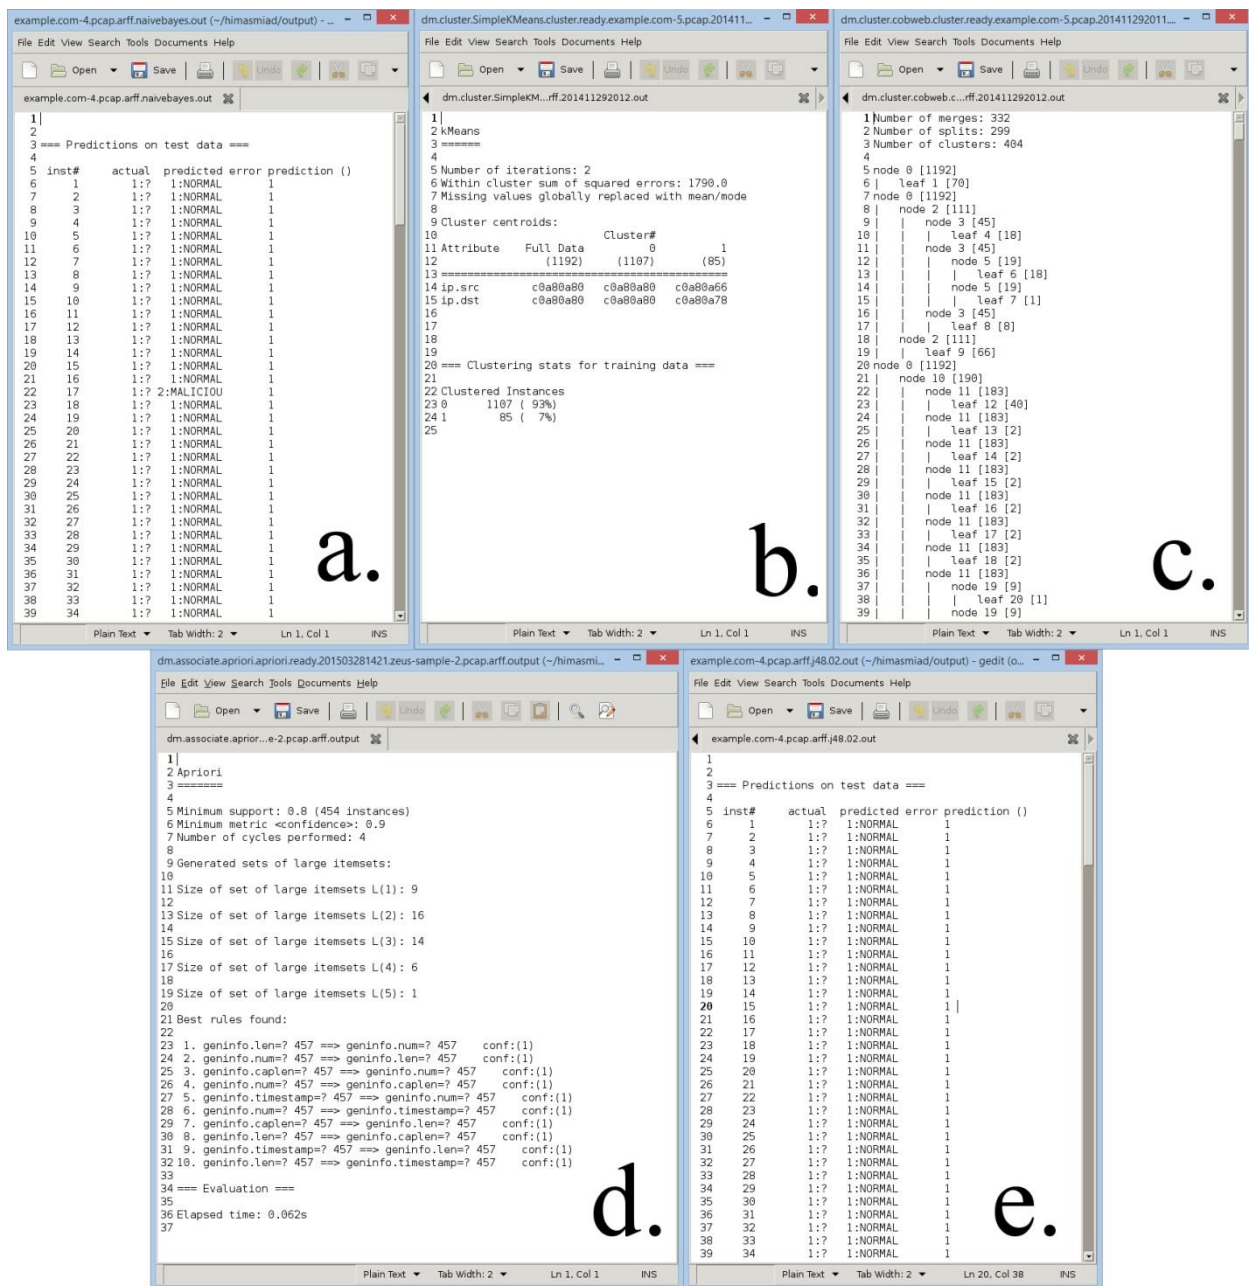 example.com-4.pcap.arff.naivebayes.out (~/himasmiad/output) - ...
File Edit View Search Tools Documents Help
Open Save Undo
example.com-4.pcap.arff.naivebayes.out
1
2
3 === Predictions on test data ===
4
5 inst# actual predicted error prediction ()
6 1 1:? 1:NORMAL 1
7 2 1:? 1:NORMAL 1
8 3 1:? 1:NORMAL 1
9 4 1:? 1:NORMAL 1
10 5 1:? 1:NORMAL 1
11 6 1:? 1:NORMAL 1
12 7 1:? 1:NORMAL 1
13 8 1:? 1:NORMAL 1
14 9 1:? 1:NORMAL 1
15 10 1:? 1:NORMAL 1
16 11 1:? 1:NORMAL 1
17 12 1:? 1:NORMAL 1
18 13 1:? 1:NORMAL 1
19 14 1:? 1:NORMAL 1
20 15 1:? 1:NORMAL 1
21 16 1:? 1:NORMAL 1
22 17 1:? 2:MALICIOU 1
23 18 1:? 1:NORMAL 1
24 19 1:? 1:NORMAL 1
25 20 1:? 1:NORMAL 1
26 21 1:? 1:NORMAL 1
27 22 1:? 1:NORMAL 1
28 23 1:? 1:NORMAL 1
29 24 1:? 1:NORMAL 1
30 25 1:? 1:NORMAL 1
31 26 1:? 1:NORMAL 1
32 27 1:? 1:NORMAL 1
33 28 1:? 1:NORMAL 1
34 29 1:? 1:NORMAL 1
35 30 1:? 1:NORMAL 1
36 31 1:? 1:NORMAL 1
37 32 1:? 1:NORMAL 1
38 33 1:? 1:NORMAL 1
39 34 1:? 1:NORMAL 1
a.
Plain Text Tab Width: 2 Ln 1, Col 1 INS
dm.cluster.SimpleKMeans.cluster.ready.example.com-5.pcap.201411...
File Edit View Search Tools Documents Help
Open Save Undo
dm.cluster.SimpleKM...rff.201411292012.out
1
2 kMeans
3 ======
4
5 Number of iterations: 2
6 Within cluster sum of squared errors: 1790.0
7 Missing values globally replaced with mean/mode
8
9 Cluster centroids:
10 Cluster#
11 Attribute Full Data 0 1
12 (1192) (1107) (85)
13 =============================================
14 ip.src c0a80a80 c0a80a80 c0a80a66
15 ip.dst c0a80a80 c0a80a80 c0a80a78
16
17
18
19
20 === Clustering stats for training data ===
21
22 Clustered Instances
23 0 1107 ( 93%)
24 1 85 ( 7%)
25
b.
Plain Text Tab Width: 2 Ln 1, Col 1 INS
dm.cluster.cobweb.cluster.ready.example.com-5.pcap.201411292011....
File Edit View Search Tools Documents Help
Open Save Undo
dm.cluster.cobweb.c...rff.201411292012.out
1 Number of merges: 332
2 Number of splits: 299
3 Number of clusters: 404
4
5 node 0 [1192]
6 | leaf 1 [70]
7 node 0 [1192]
8 | node 2 [111]
9 | | node 3 [45]
10 | | | leaf 4 [18]
11 | | node 3 [45]
12 | | | node 5 [19]
13 | | | | leaf 6 [18]
14 | | | node 5 [19]
15 | | | | leaf 7 [1]
16 | | node 3 [45]
17 | | | leaf 8 [8]
18 | node 2 [111]
19 | | leaf 9 [66]
20 node 0 [1192]
21 | node 10 [190]
22 | | node 11 [183]
23 | | | leaf 12 [40]
24 | | node 11 [183]
25 | | | leaf 13 [2]
26 | | node 11 [183]
27 | | | leaf 14 [2]
28 | | node 11 [183]
29 | | | leaf 15 [2]
30 | | node 11 [183]
31 | | | leaf 16 [2]
32 | | node 11 [183]
33 | | | leaf 17 [2]
34 | | node 11 [183]
35 | | | leaf 18 [2]
36 | | node 11 [183]
37 | | | node 19 [9]
38 | | | | leaf 20 [1]
39 | | | node 19 [9]
c.
Plain Text Tab Width: 2 Ln 1, Col 1 INS
dm.associate.apriori.apriori.ready.201503281421.zeus-sample-2.pcap.arff.output (~/himasmi...
File Edit View Search Tools Documents Help
Open Save Undo
dm.associate.aprior...e-2.pcap.arff.output
1
2 Apriori
3 =======
4
5 Minimum support: 0.8 (454 instances)
6 Minimum metric <confidence>: 0.9
7 Number of cycles performed: 4
8
9 Generated sets of large itemsets:
10
11 Size of set of large itemsets L(1): 9
12
13 Size of set of large itemsets L(2): 16
14
15 Size of set of large itemsets L(3): 14
16
17 Size of set of large itemsets L(4): 6
18
19 Size of set of large itemsets L(5): 1
20
21 Best rules found:
22
23 1. geninfo.len=? 457 ==> geninfo.num=? 457 conf:(1)
24 2. geninfo.num=? 457 ==> geninfo.len=? 457 conf:(1)
25 3. geninfo.caplen=? 457 ==> geninfo.num=? 457 conf:(1)
26 4. geninfo.num=? 457 ==> geninfo.caplen=? 457 conf:(1)
27 5. geninfo.timestamp=? 457 ==> geninfo.num=? 457 conf:(1)
28 6. geninfo.num=? 457 ==> geninfo.timestamp=? 457 conf:(1)
29 7. geninfo.caplen=? 457 ==> geninfo.len=? 457 conf:(1)
30 8. geninfo.len=? 457 ==> geninfo.caplen=? 457 conf:(1)
31 9. geninfo.timestamp=? 457 ==> geninfo.len=? 457 conf:(1)
32 10. geninfo.len=? 457 ==> geninfo.timestamp=? 457 conf:(1)
33
34 === Evaluation ===
35
36 Elapsed time: 0.062s
37
d.
Plain Text Tab Width: 2 Ln 1, Col 1 INS
example.com-4.pcap.arff.j48.02.out (~/himasmiad/output) - gedit (o...
File Edit View Search Tools Documents Help
Open Save Undo
example.com-4.pcap.arff.j48.02.out
1
2
3 === Predictions on test data ===
4
5 inst# actual predicted error prediction ()
6 1 1:? 1:NORMAL 1
7 2 1:? 1:NORMAL 1
8 3 1:? 1:NORMAL 1
9 4 1:? 1:NORMAL 1
10 5 1:? 1:NORMAL 1
11 6 1:? 1:NORMAL 1
12 7 1:? 1:NORMAL 1
13 8 1:? 1:NORMAL 1
14 9 1:? 1:NORMAL 1
15 10 1:? 1:NORMAL 1
16 11 1:? 1:NORMAL 1
17 12 1:? 1:NORMAL 1
18 13 1:? 1:NORMAL 1
19 14 1:? 1:NORMAL 1
20 15 1:? 1:NORMAL 1
21 16 1:? 1:NORMAL 1
22 17 1:? 1:NORMAL 1
23 18 1:? 1:NORMAL 1
24 19 1:? 1:NORMAL 1
25 20 1:? 1:NORMAL 1
26 21 1:? 1:NORMAL 1
27 22 1:? 1:NORMAL 1
28 23 1:? 1:NORMAL 1
29 24 1:? 1:NORMAL 1
30 25 1:? 1:NORMAL 1
31 26 1:? 1:NORMAL 1
32 27 1:? 1:NORMAL 1
33 28 1:? 1:NORMAL 1
34 29 1:? 1:NORMAL 1
35 30 1:? 1:NORMAL 1
36 31 1:? 1:NORMAL 1
37 32 1:? 1:NORMAL 1
38 33 1:? 1:NORMAL 1
39 34 1:? 1:NORMAL 1
e.
Plain Text Tab Width: 2 Ln 20, Col 38 INS